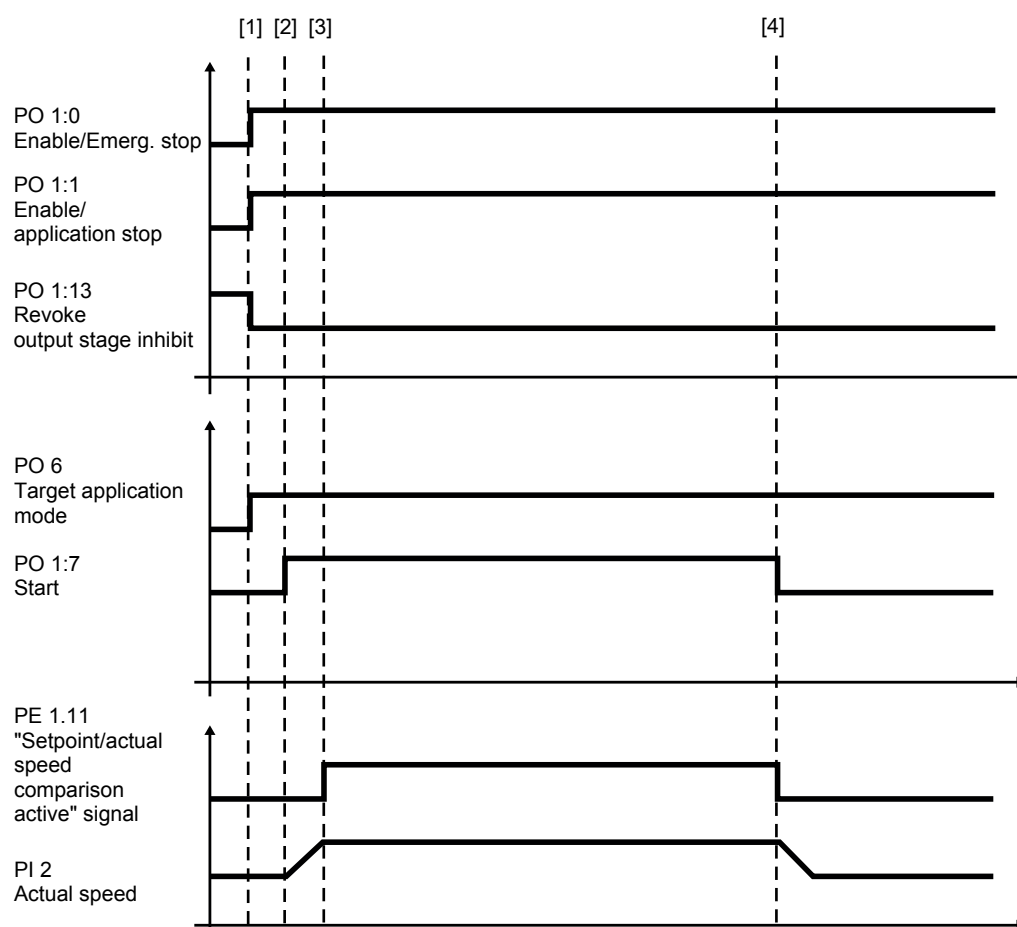 [1] [2] [3] [4]
PO 1:0
Enable/Emerg. stop
PO 1:1
Enable/
application stop
PO 1:13
Revoke
output stage inhibit
PO 6
Target application
mode
PO 1:7
Start
PE 1.11
"Setpoint/actual
speed
comparison
active" signal
PI 2
Actual speed